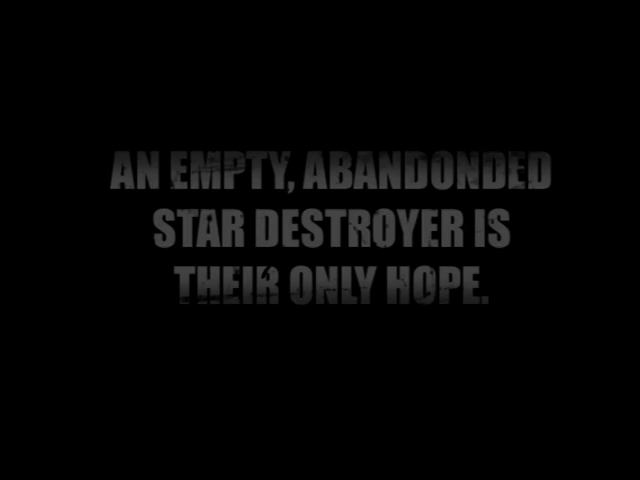 AN EMPTY, ABANDONDED
STAR DESTROYER IS
THEIR ONLY HOPE.